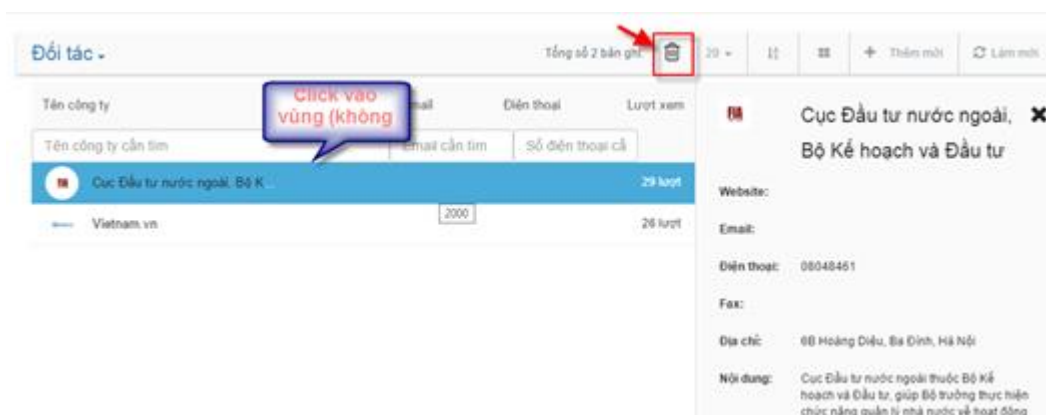 Đối tác
Tổng số 2 bản ghi
20
Thêm mới
Làm mới
Tên công ty
Click vào
vùng (không
mail
Điện thoại
Lượt xem
Tên công ty cần tìm
Email cần tìm
Số điện thoại cầ
Cục Đầu tư nước ngoài, Bộ K...
29 lượt
2000
Vietnam.vn
26 lượt
Cục Đầu tư nước ngoài,
Bộ Kế hoạch và Đầu tư
Website:
Email:
Điện thoại: 08048461
Fax:
Địa chỉ: 6B Hoàng Diệu, Ba Đình, Hà Nội
Nội dung: Cục Đầu tư nước ngoài thuộc Bộ Kế
hoạch và Đầu tư, giúp Bộ trưởng thực hiện
chức năng quản lý nhà nước về hoạt động